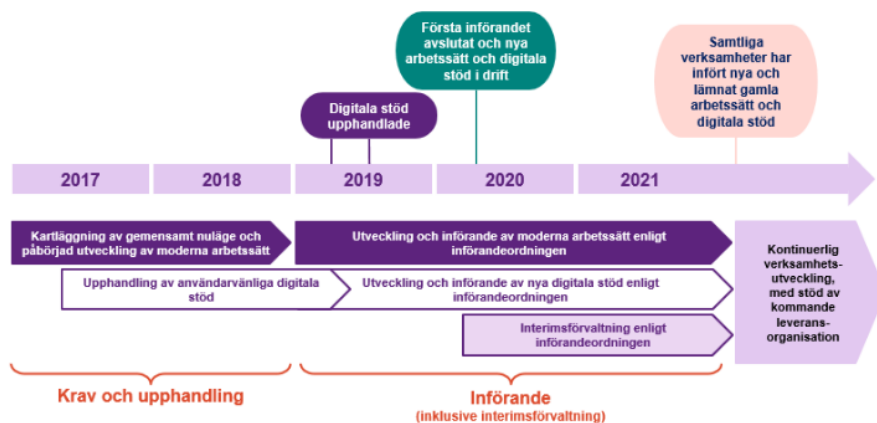 Första införandet
avslutat och nya
arbetssätt och digitala
stöd i drift
Samtliga
verksamheter har
infört nya och
lämnat gamla
arbetssätt och
digitala stöd
Digitala stöd
upphandlade
2017
2018
2019
2020
2021
Kartläggning av gemensamt nuläge och
påbörjad utveckling av moderna arbetssätt
Utveckling och införande av moderna arbetssätt enligt
införandeordningen
Upphandling av användarvänliga digitala
stöd
Utveckling och införande av nya digitala stöd enligt
införandeordningen
Interimsförvaltning enligt
införandeordningen
Kontinuerlig
verksamhets-
utveckling,
med stöd av
kommande
leverans-
organisation
Krav och upphandling
Införande
(inklusive interimsförvaltning)